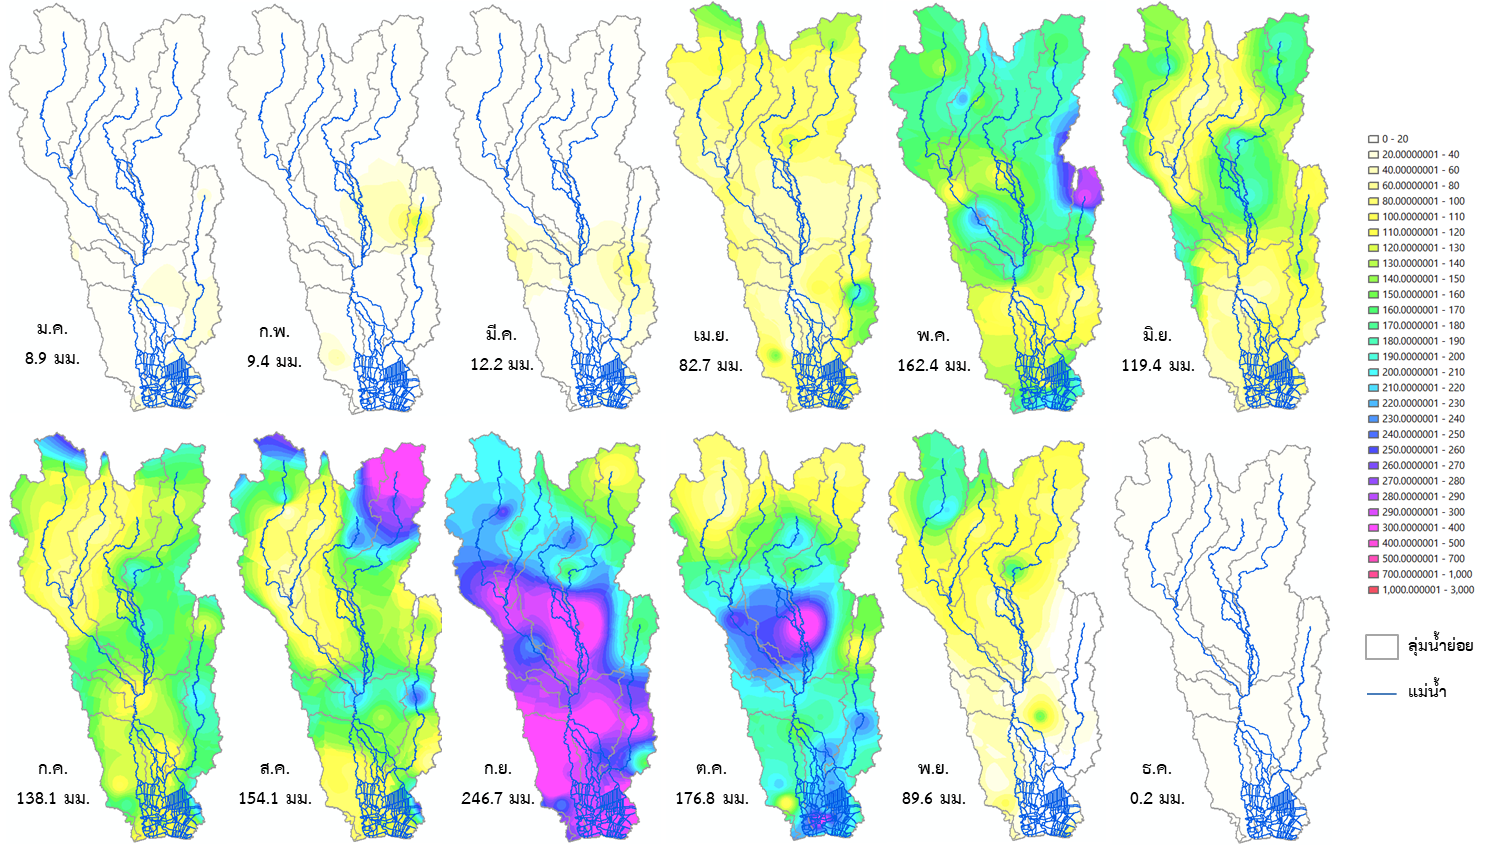 ม.ค.
8.9 มม.
ก.พ.
9.4 มม.
มี.ค.
12.2 มม.
เม.ย.
82.7 มม.
พ.ค.
162.4 มม.
มิ.ย.
119.4 มม.
ก.ค.
138.1 มม.
ส.ค.
154.1 มม.
ก.ย.
246.7 มม.
ต.ค.
176.8 มม.
พ.ย.
89.6 มม.
ธ.ค.
0.2 มม.
0 - 20
20.00000001 - 40
40.0000001 - 60
60.0000001 - 80
80.0000001 - 100
100.0000001 - 110
110.0000001 - 120
120.0000001 - 130
130.0000001 - 140
140.0000001 - 150
150.0000001 - 160
160.0000001 - 170
170.0000001 - 180
180.0000001 - 190
190.0000001 - 200
200.0000001 - 210
210.0000001 - 220
220.0000001 - 230
230.0000001 - 240
240.0000001 - 250
250.0000001 - 260
260.0000001 - 270
270.0000001 - 280
280.0000001 - 290
290.0000001 - 300
300.0000001 - 400
400.0000001 - 500
500.0000001 - 700
700.0000001 - 1,000
1,000.000001 - 3,000
ลุ่มน้ำย่อย
แม่น้ำ